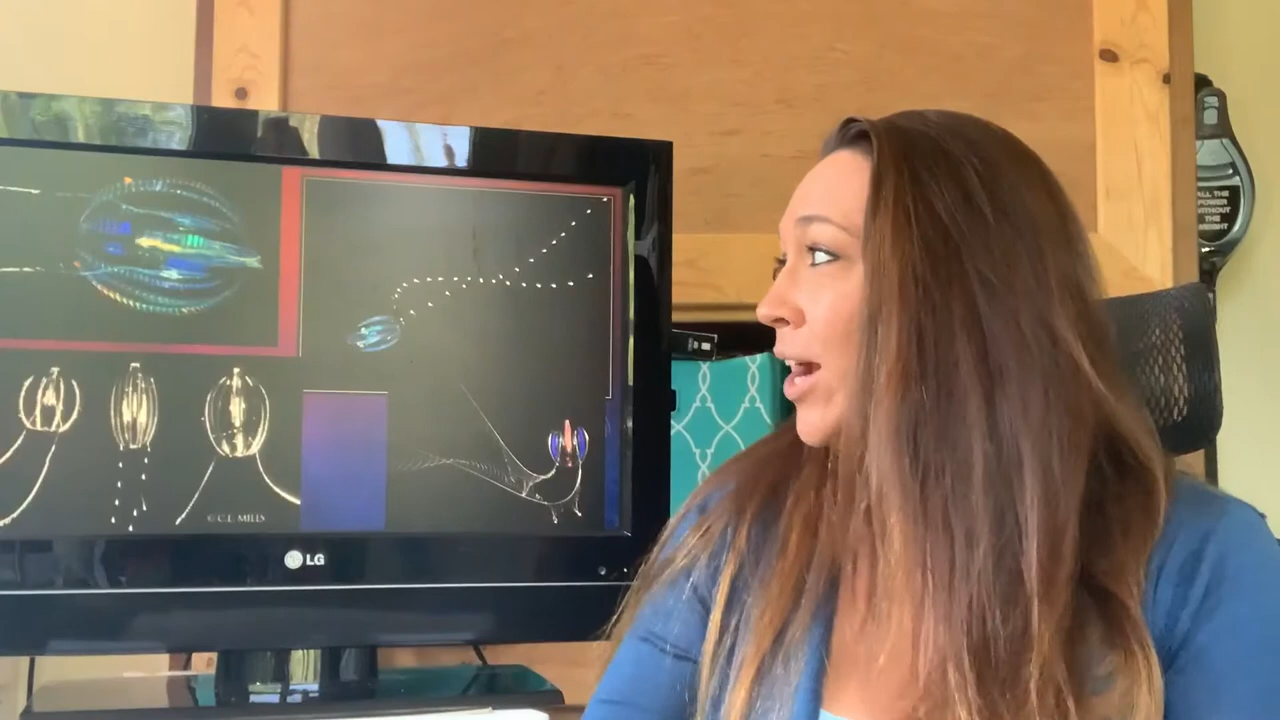 © C.E. MILLS
LG
ALL THE
POWER
WITHOUT
THE
WEIGHT